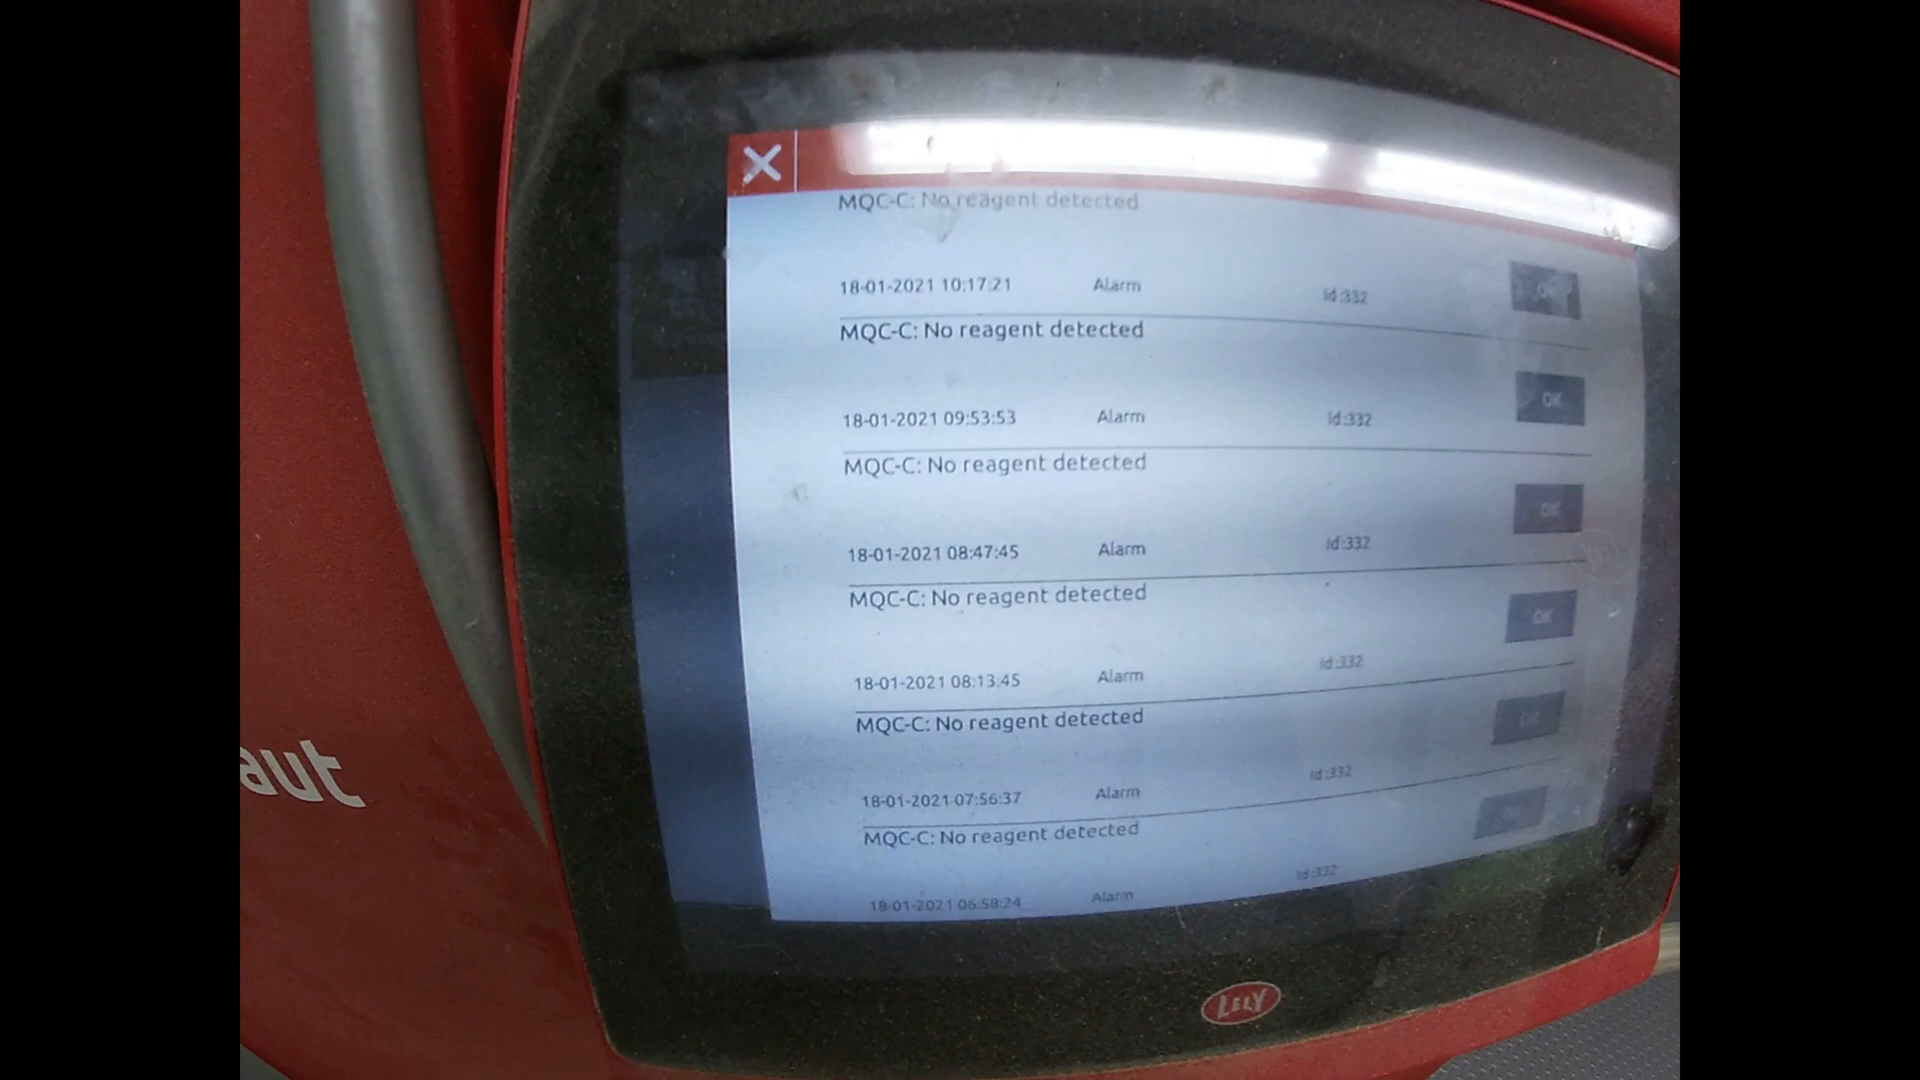 MQC-C: No reagent detected
18-01-2021 10:17:21 Alarm Id:332
MQC-C: No reagent detected
OK
18-01-2021 09:53:53 Alarm Id:332
MQC-C: No reagent detected
OK
18-01-2021 08:47:45 Alarm Id:332
MQC-C: No reagent detected
OK
18-01-2021 08:13:45 Alarm Id:332
MQC-C: No reagent detected
OK
18-01-2021 07:56:37 Alarm Id:332
MQC-C: No reagent detected
18-01-2021 06:58:24 Alarm Id:332
aut
LELY